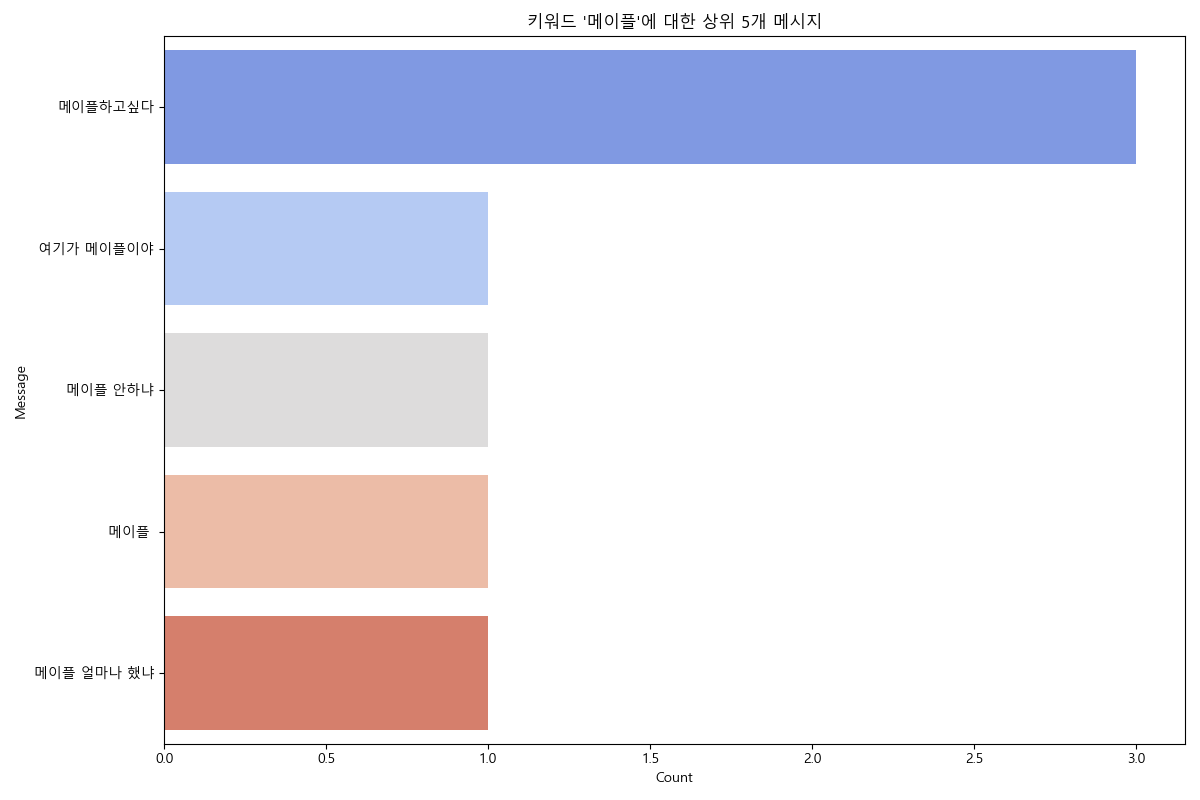 키워드 '메이플'에 대한 상위 5개 메시지
메이플하고싶다
여기가 메이플이야
메이플 안하냐
메이플
메이플 얼마나 했냐
Message
0.0 0.5 1.0 1.5 2.0 2.5 3.0
Count